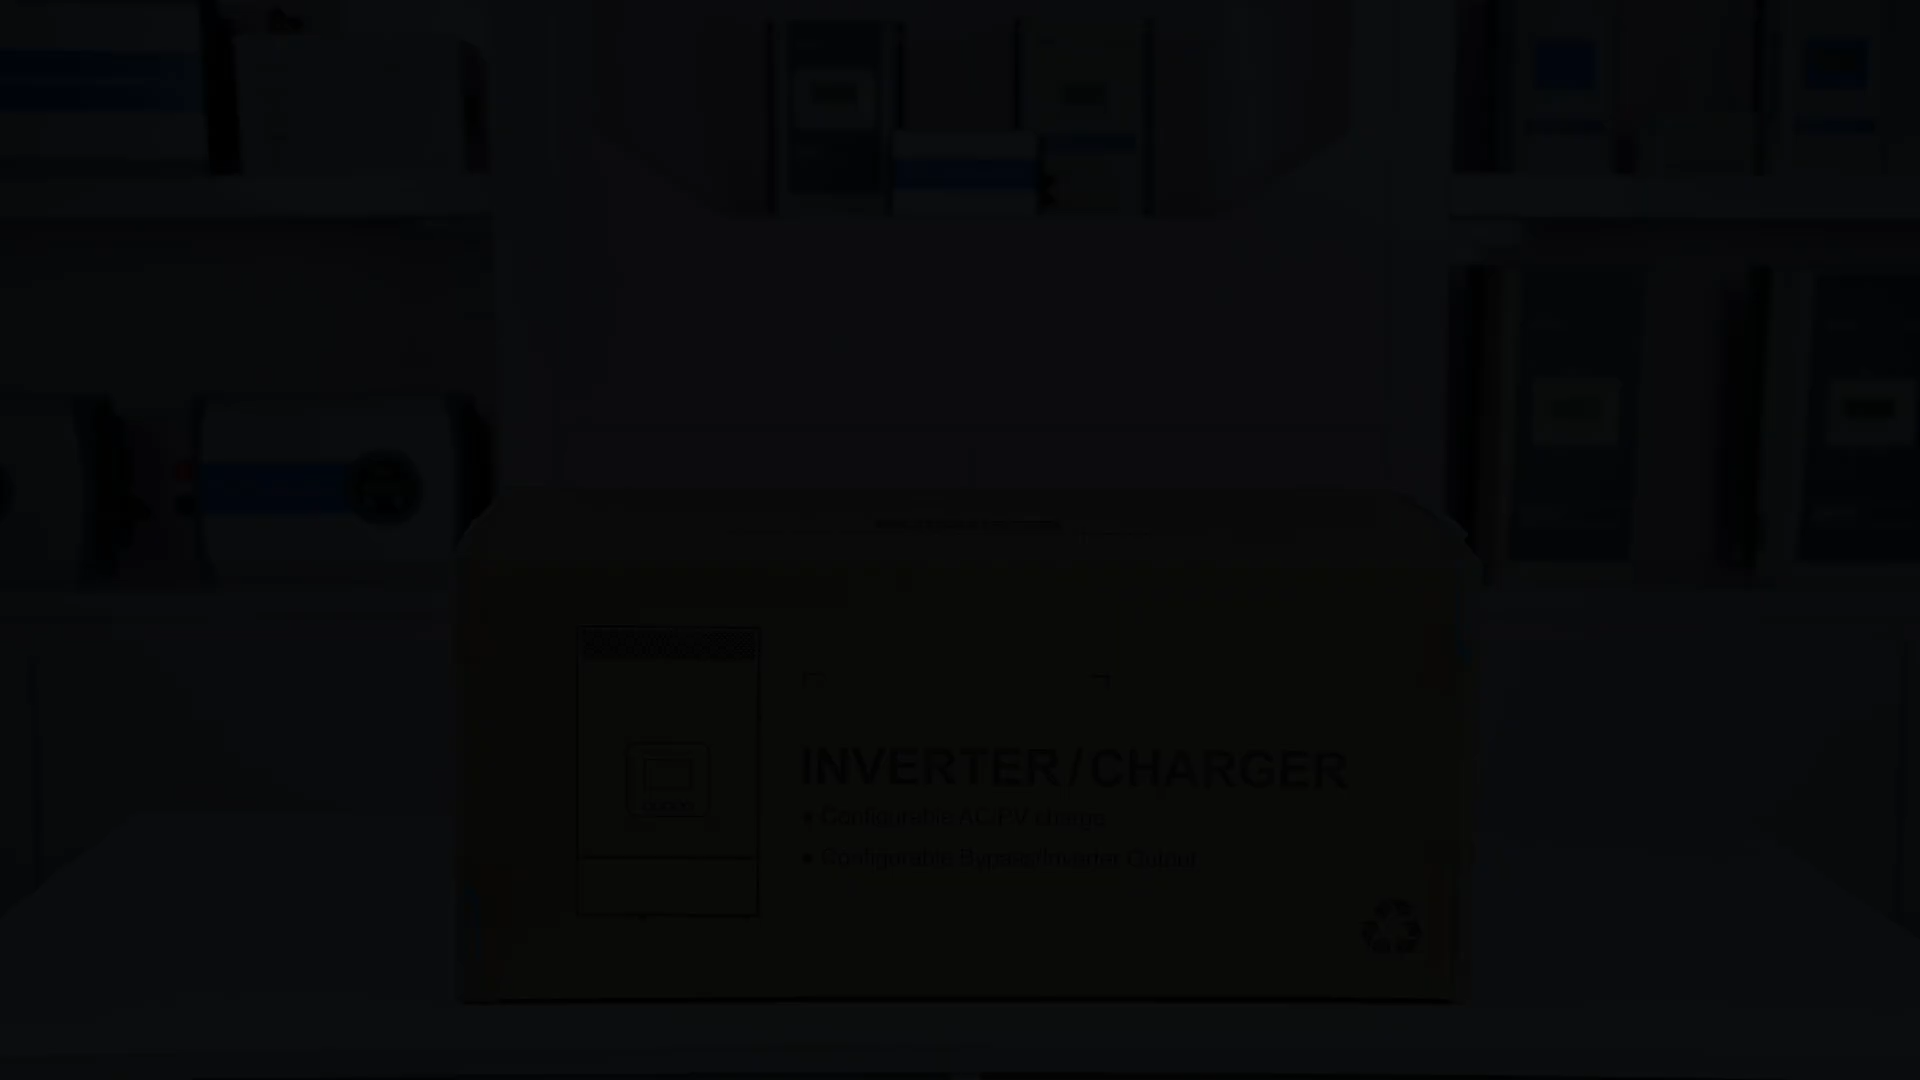 INVERTER/CHARGER
• Configurable AC/PV charge
• Configurable Bypass/Inverter Output